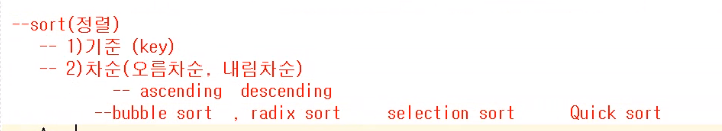 --sort(정렬)
-- 1)기준 (key)
-- 2)차순(오름차순, 내림차순)
-- ascending descending
--bubble sort , radix sort selection sort Quick sort